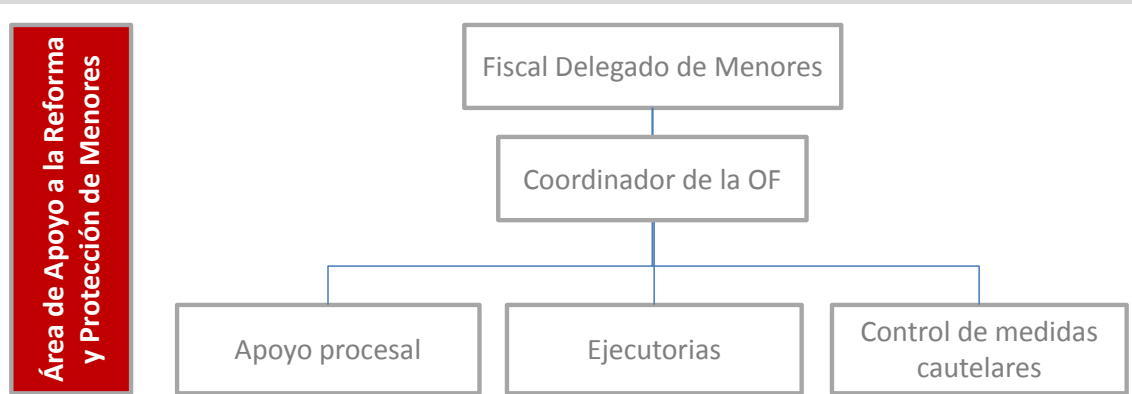 Área de Apoyo a la Reforma
y Protección de Menores
Fiscal Delegado de Menores
Coordinador de la OF
Apoyo procesal
Ejecutorias
Control de medidas
cautelares